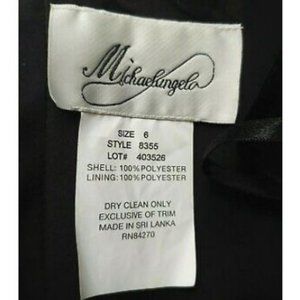 Michaelangelo
SIZE 6
STYLE 8355
LOT# 403526
SHELL: 100% POLYESTER
LINING: 100% POLYESTER
DRY CLEAN ONLY
EXCLUSIVE OF TRIM
MADE IN SRI LANKA
RN84270